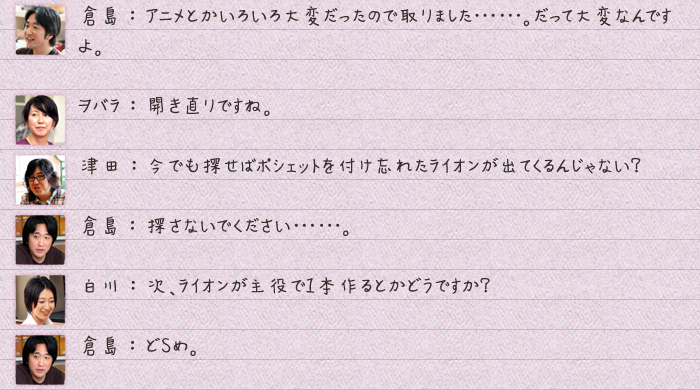 倉島：アニメとかいろいろ大変だったので取りました……。だって大変なんです
よ。
ヲバラ：開き直りですね。
津田：今でも探せばポシェットを付け忘れたライオンが出てくるんじゃない?
倉島：探さないでください……。
白川：次、ライオンが主役で1本作るとかどうですか?
倉島：どSめ。